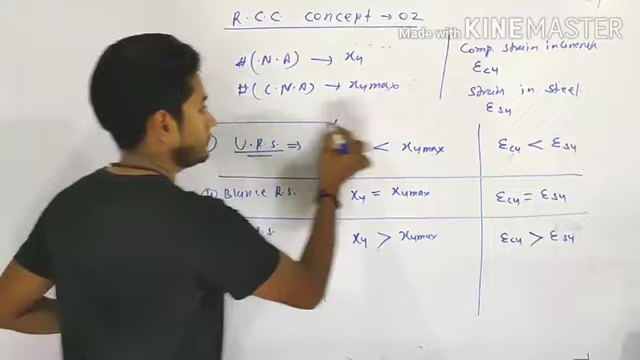 Made with KINEMASTER
R.C.C. Concept → 02
#(.N.A) → xu
#(C.N.A) → xumax
Comp. strain in
εcu
strain in steel
εsu
U.R.S. ⇒ < xumax εcu < εsu
Blance R.S. xu = xumax εcu = εsu
.S. xu > xumax εcu > εsu